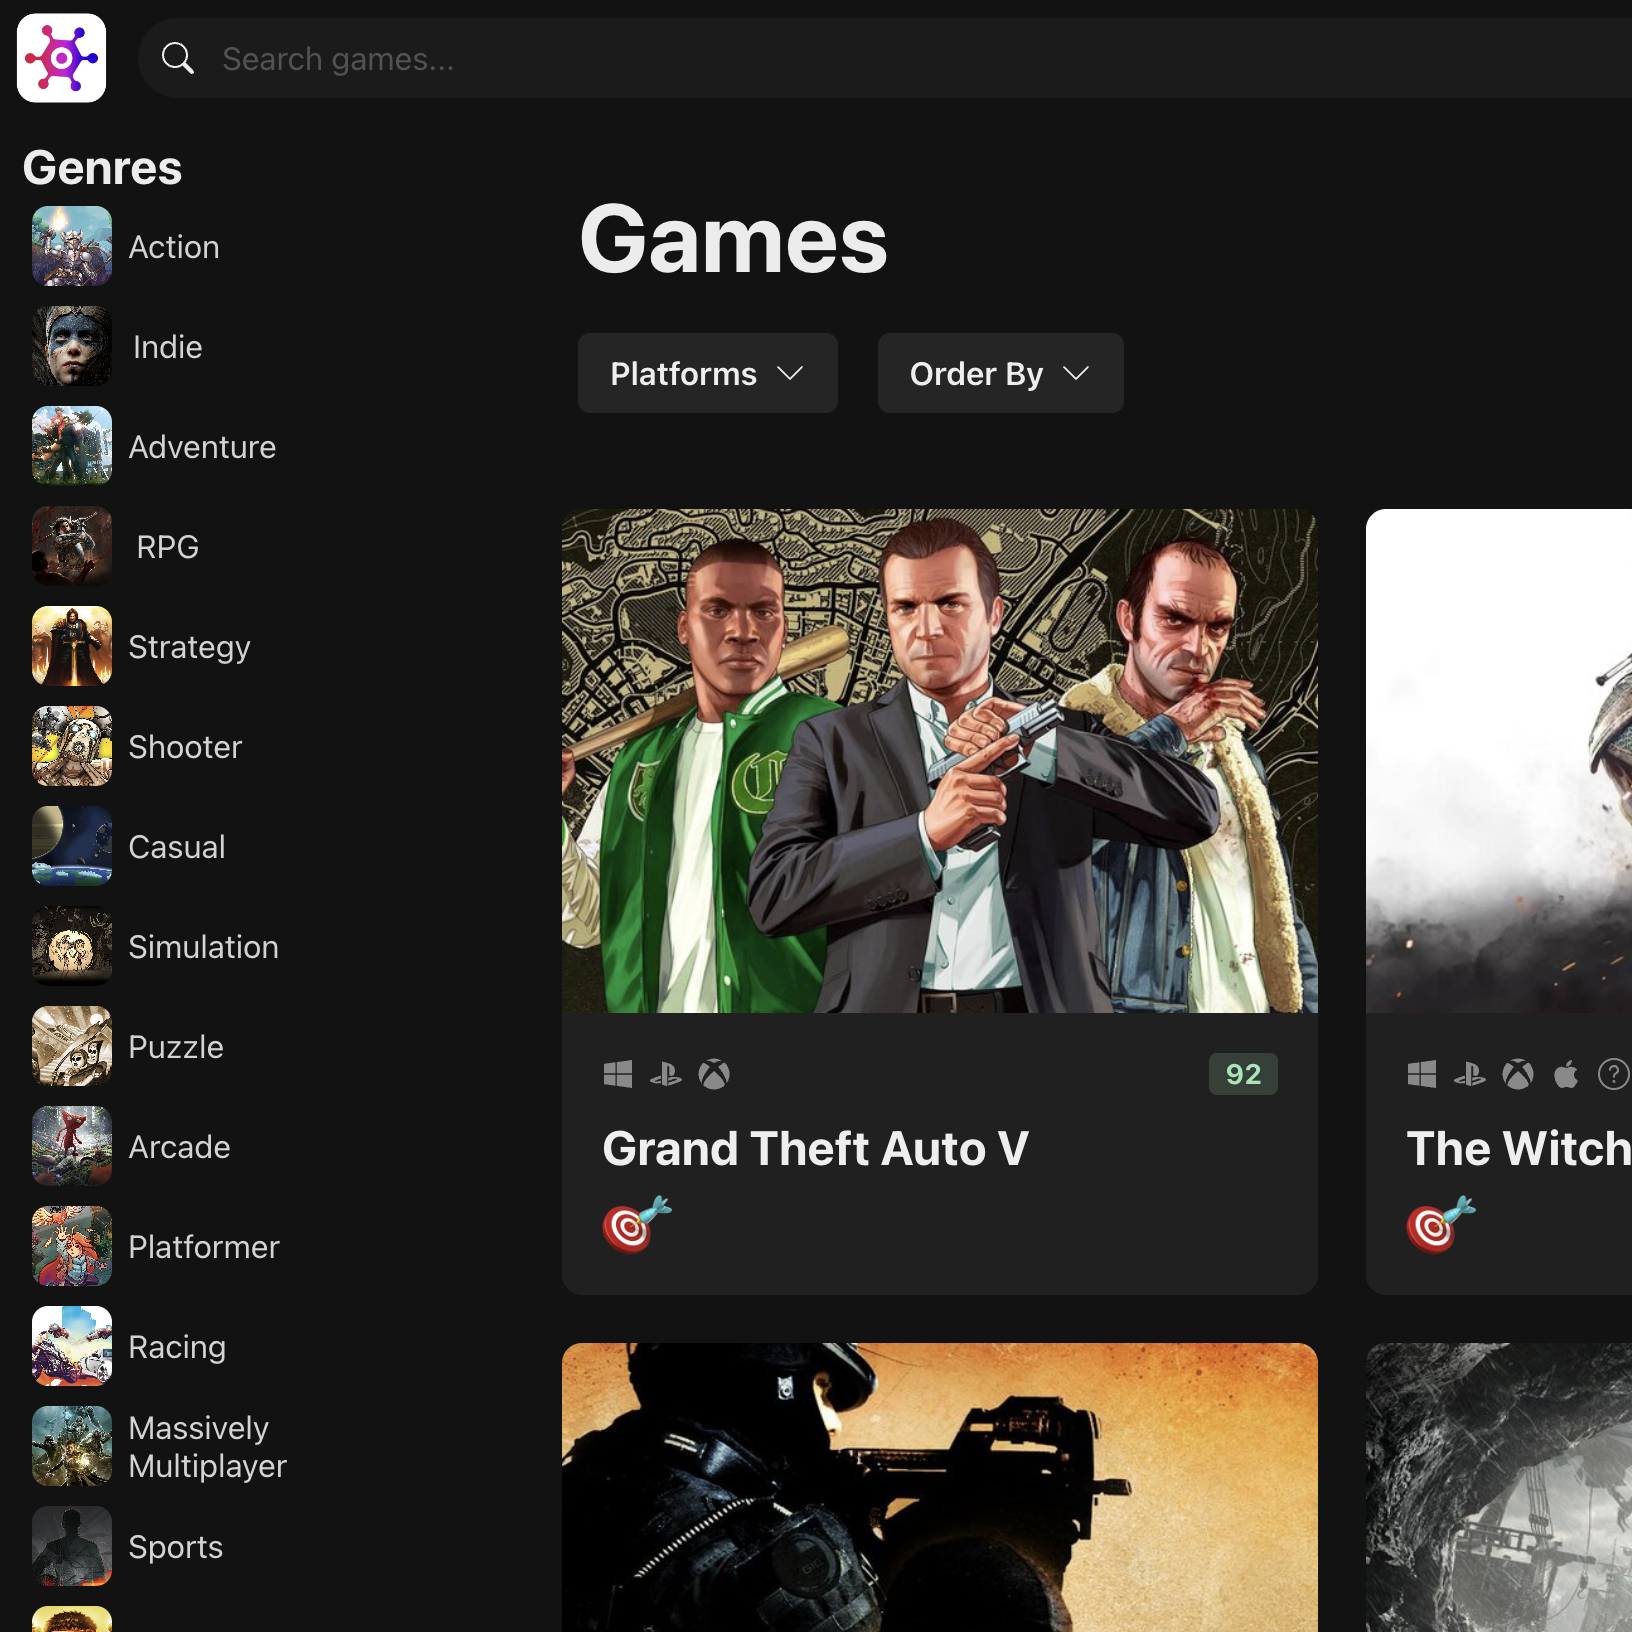 Search games...
Genres
Action
Indie
Adventure
RPG
Strategy
Shooter
Casual
Simulation
Puzzle
Arcade
Platformer
Racing
Massively
Multiplayer
Sports
Games
Platforms
Order By
92
Grand Theft Auto V
The Witch